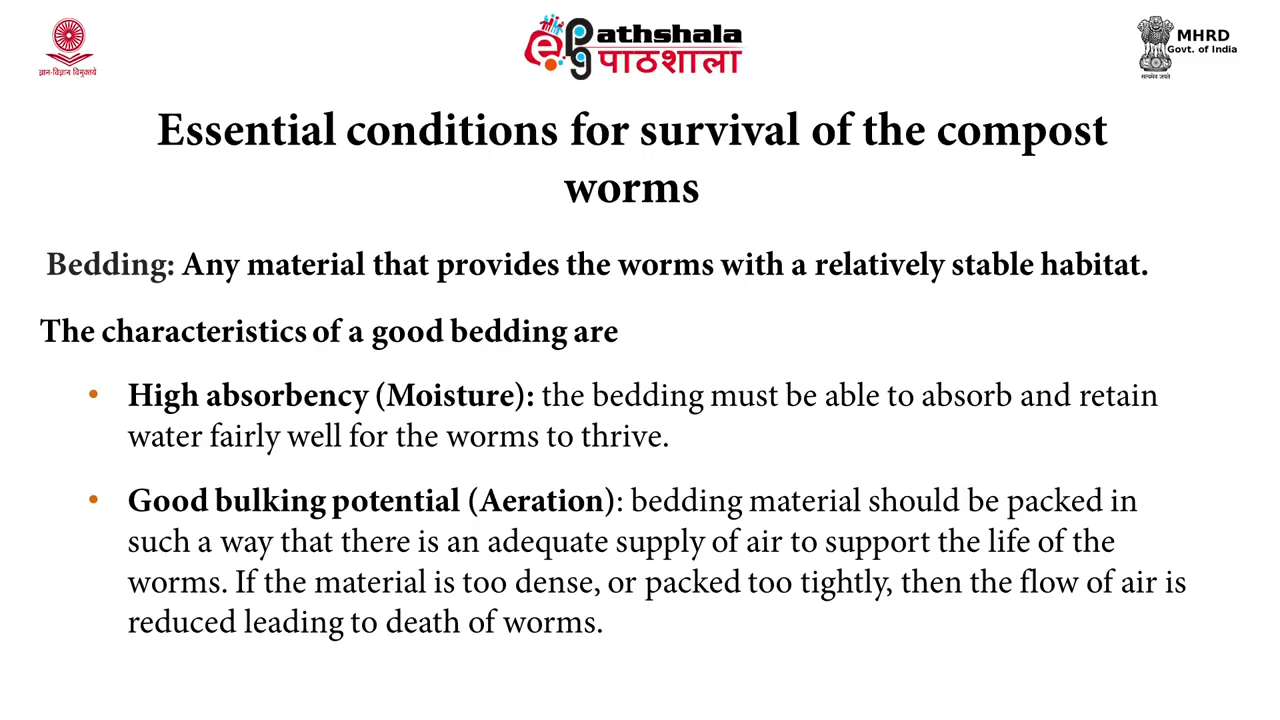 ज्ञान-विज्ञान विमुक्तये
e Pathshala
पाठशाला
MHRD
Govt. of India
सत्यमेव जयते
Essential conditions for survival of the compost
worms
Bedding: Any material that provides the worms with a relatively stable habitat.
The characteristics of a good bedding are
• High absorbency (Moisture): the bedding must be able to absorb and retain
water fairly well for the worms to thrive.
• Good bulking potential (Aeration): bedding material should be packed in
such a way that there is an adequate supply of air to support the life of the
worms. If the material is too dense, or packed too tightly, then the flow of air is
reduced leading to death of worms.